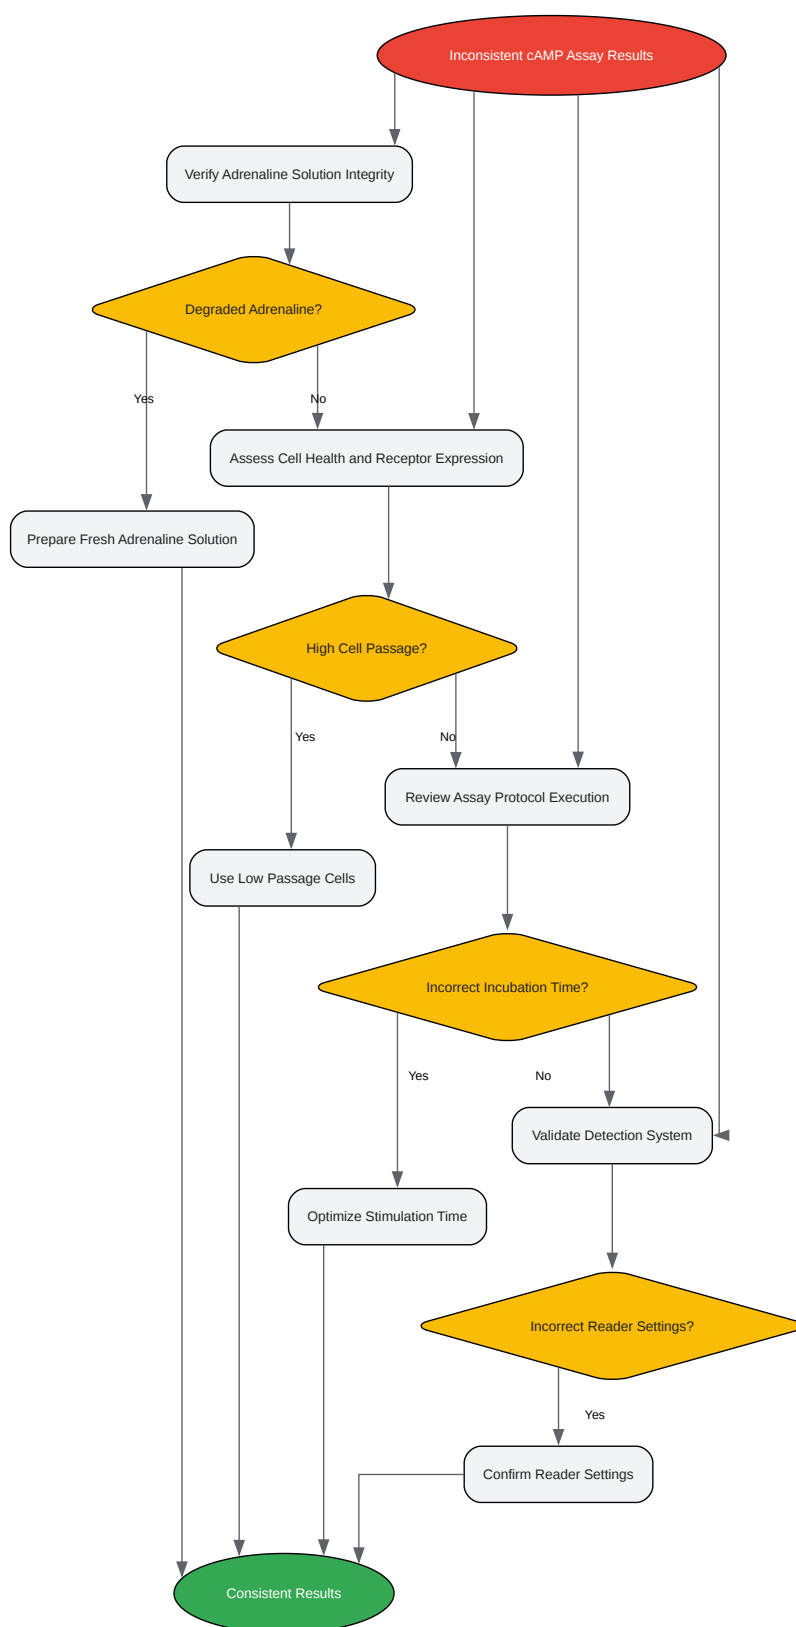 Inconsistent cAMP Assay Results
Verify Adrenaline Solution Integrity
Degraded Adrenaline?
Yes
No
Assess Cell Health and Receptor Expression
Prepare Fresh Adrenaline Solution
High Cell Passage?
Yes
No
Review Assay Protocol Execution
Use Low Passage Cells
Incorrect Incubation Time?
Yes
No
Validate Detection System
Optimize Stimulation Time
Incorrect Reader Settings?
Yes
Confirm Reader Settings
Consistent Results